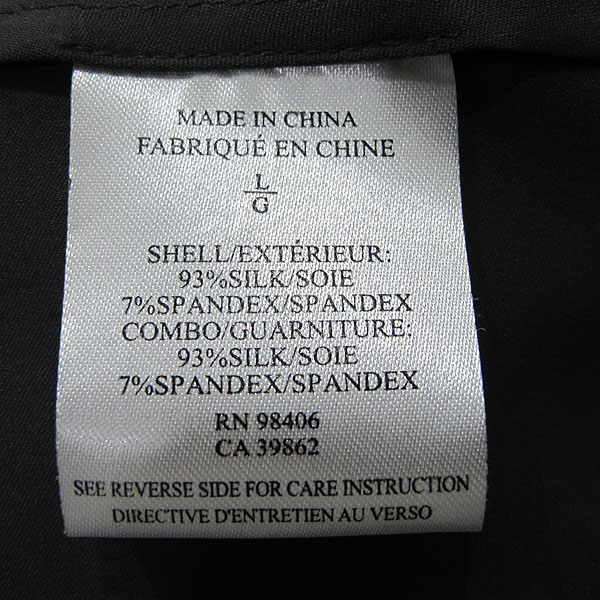 MADE IN CHINA
FABRIQUÉ EN CHINE
L
G
SHELL/EXTÉRIEUR:
93%SILK/SOIE
7%SPANDEX/SPANDEX
COMBO/GUARNITURE:
93%SILK/SOIE
7%SPANDEX/SPANDEX
RN 98406
CA 39862
SEE REVERSE SIDE FOR CARE INSTRUCTION
DIRECTIVE D'ENTRETIEN AU VERSO